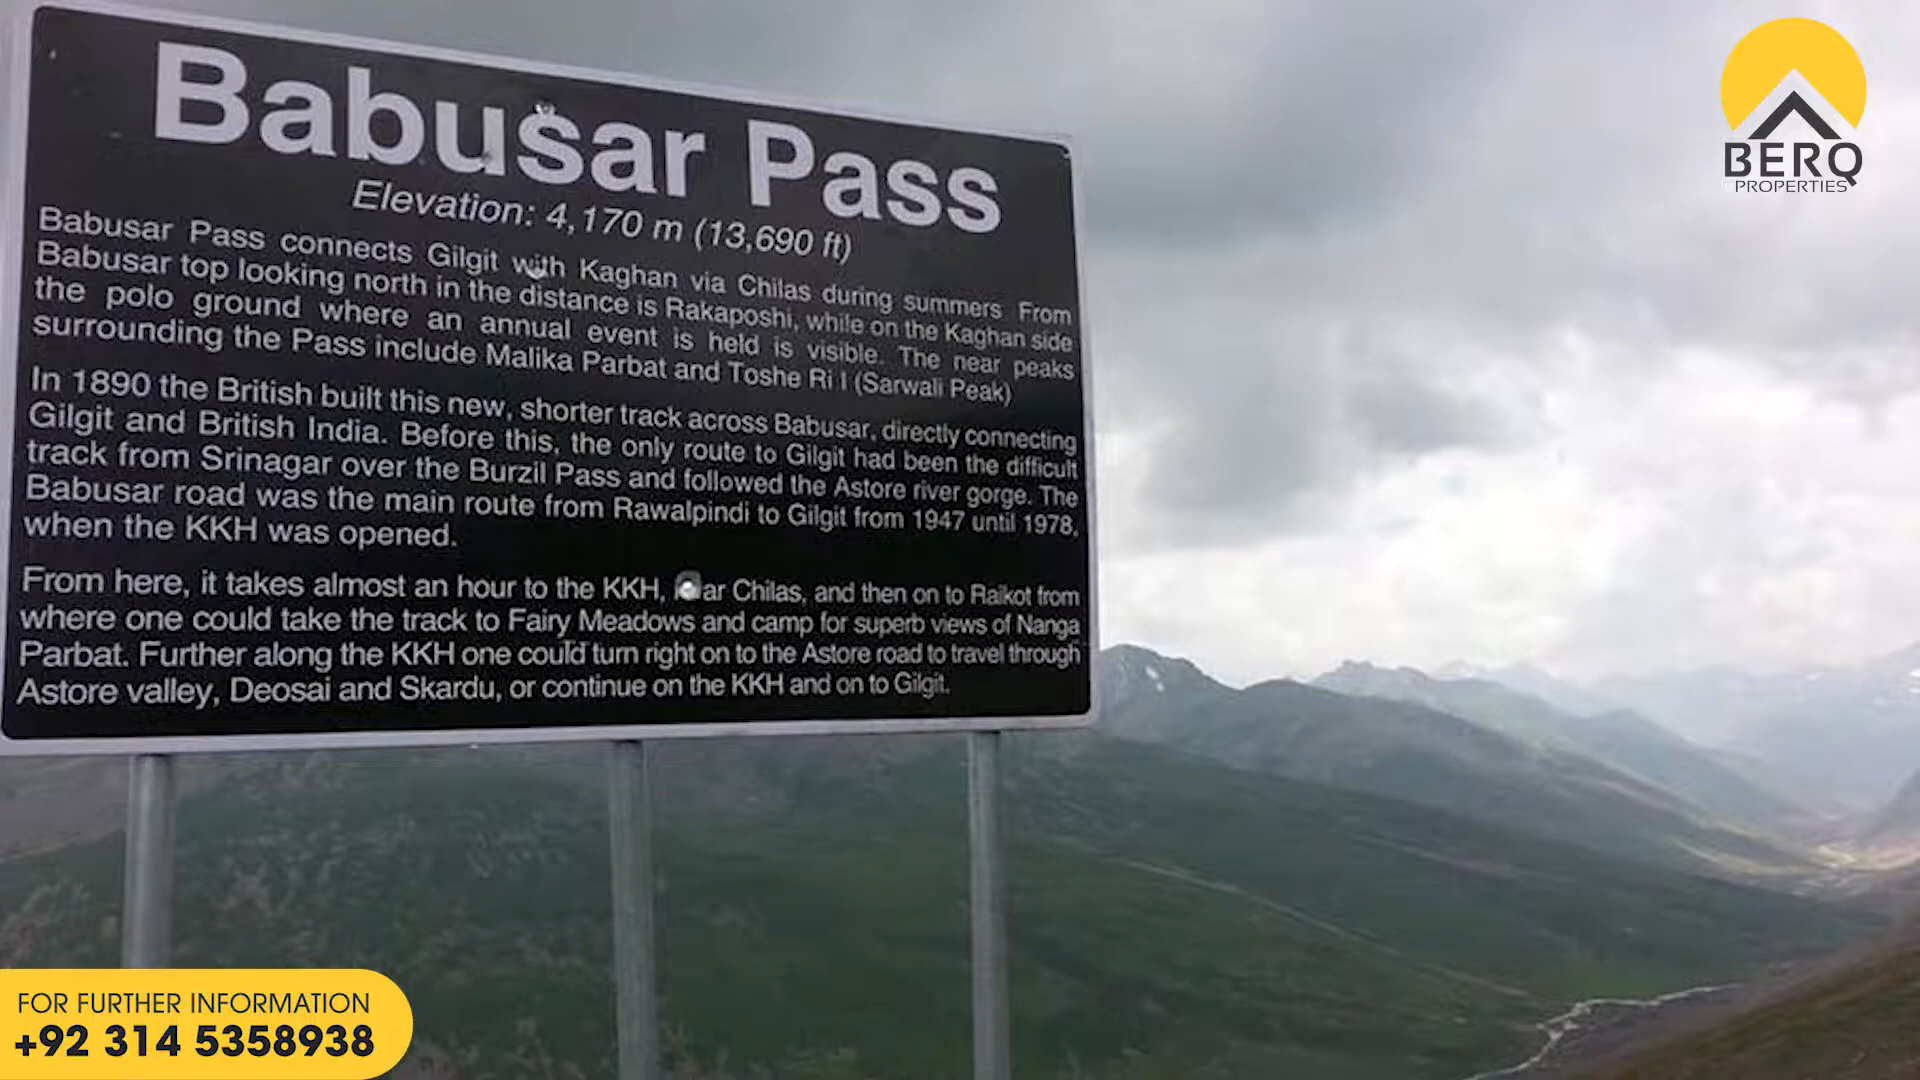 Babusar Pass
Elevation: 4,170 m (13,690 ft)
Babusar Pass connects Gilgit with Kaghan via Chilas during summers From
Babusar top looking north in the distance is Rakaposhi, while on the Kaghan side
the polo ground where an annual event is held is visible. The near peaks
surrounding the Pass include Malika Parbat and Toshe Ri I (Sarwali Peak)
In 1890 the British built this new, shorter track across Babusar, directly connecting
Gilgit and British India. Before this, the only route to Gilgit had been the difficult
track from Srinagar over the Burzil Pass and followed the Astore river gorge. The
Babusar road was the main route from Rawalpindi to Gilgit from 1947 until 1978,
when the KKH was opened.
From here, it takes almost an hour to the KKH, Chilas, and then on to Raikot from
where one could take the track to Fairy Meadows and camp for superb views of Nanga
Parbat. Further along the KKH one could turn right on to the Astore road to travel through
Astore valley, Deosai and Skardu, or continue on the KKH and on to Gilgit.
BERQ
PROPERTIES
FOR FURTHER INFORMATION
+92 314 5358938